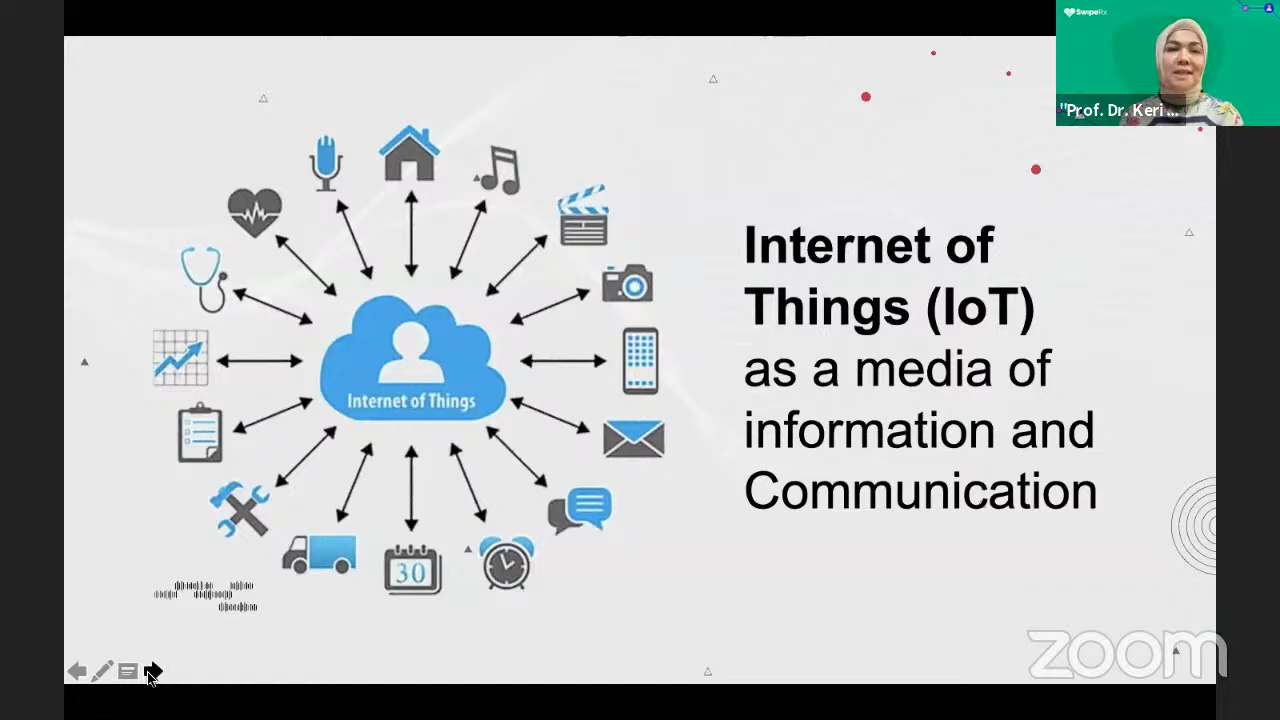 SwipeRx
"Prof. Dr. Keri ...
Internet of
Things (IoT)
as a media of
information and
Communication
Internet of Things
30
zoom